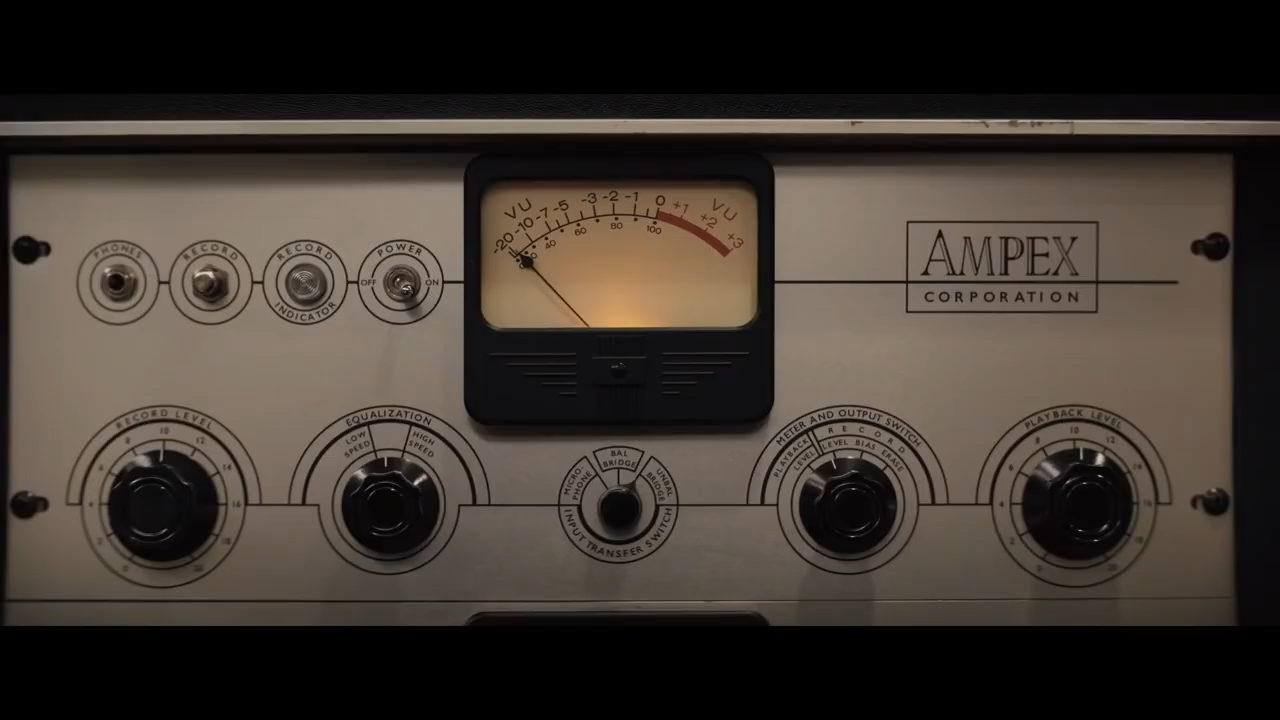 PHONES
RECORD
RECORD
INDICATOR
POWER
OFF
ON
VU
VU
-20 -10 -7 -5 -3 -2 -1 0 +1 +2 +3
40 60 80 100
AMPEX
CORPORATION
RECORD LEVEL
0 2 4 6 8 10 12 14 16 20
EQUALIZATION
LOW SPEED
HIGH SPEED
MICRO-PHONE
BAL BRIDGE
UNBAL BRIDGE
INPUT TRANSFER SWITCH
METER AND OUTPUT SWITCH
PLAYBACK LEVEL
RECORD
LEVEL BIAS ERASE
PLAYBACK LEVEL
0 2 4 6 8 10 12 14 16 20